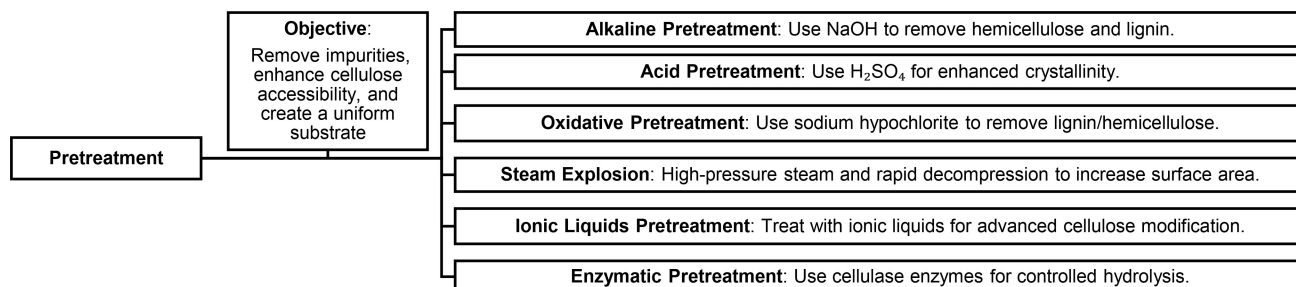 Pretreatment
Objective:
Remove impurities,
enhance cellulose
accessibility, and
create a uniform
substrate
Alkaline Pretreatment: Use NaOH to remove hemicellulose and lignin.
Acid Pretreatment: Use H₂SO₄ for enhanced crystallinity.
Oxidative Pretreatment: Use sodium hypochlorite to remove lignin/hemicellulose.
Steam Explosion: High-pressure steam and rapid decompression to increase surface area.
Ionic Liquids Pretreatment: Treat with ionic liquids for advanced cellulose modification.
Enzymatic Pretreatment: Use cellulase enzymes for controlled hydrolysis.